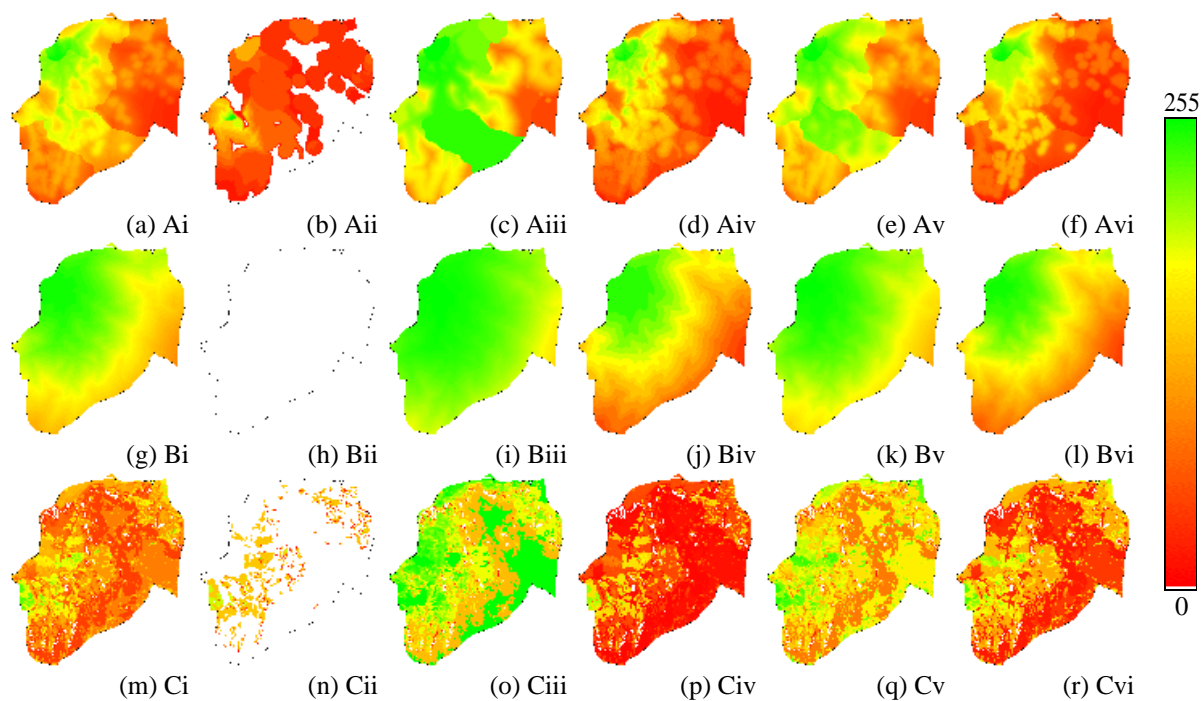 255
(a) Ai (b) Aii (c) Aiii (d) Aiv (e) Av (f) Avi
(g) Bi (h) Bii (i) Biii (j) Biv (k) Bv (l) Bvi
0
(m) Ci (n) Cii (o) Ciii (p) Civ (q) Cv (r) Cvi